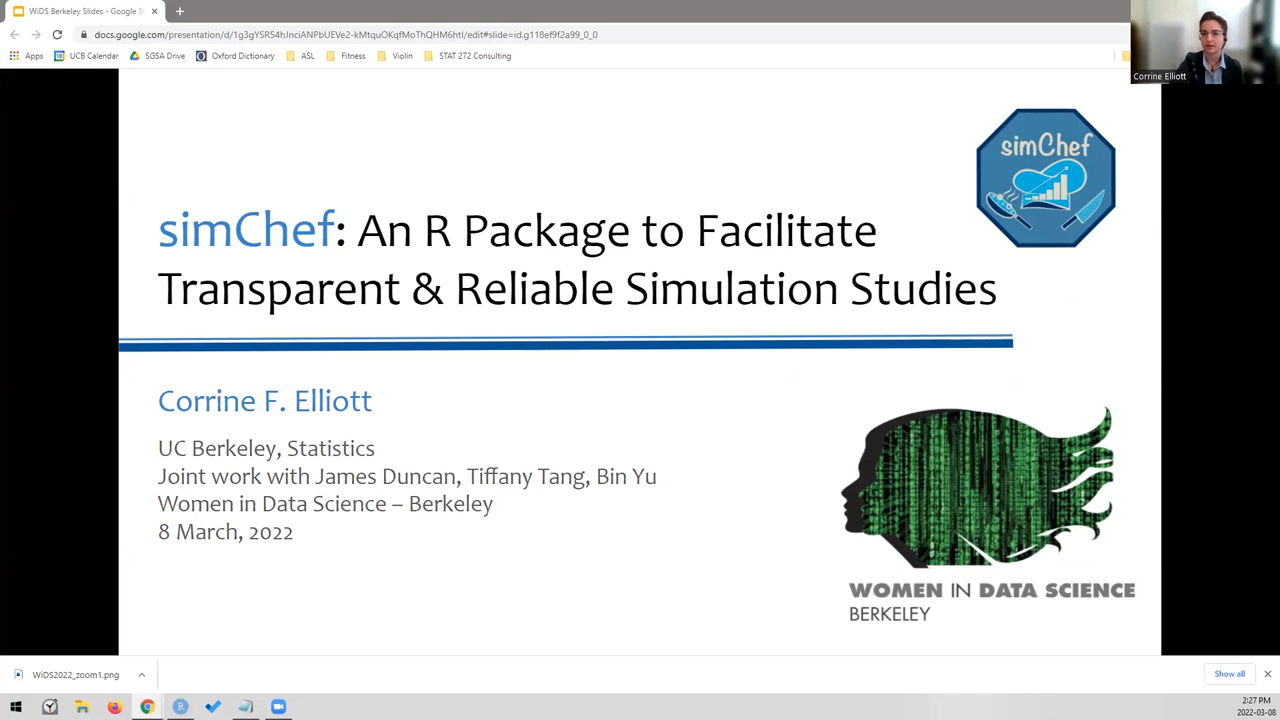 WiDS Berkeley Slides - Google S
docs.google.com/presentation/d/1g3gYSR54hJnciANPbUEVe2-kMtquOKqfMoThQHM6htI/edit#slide=id.g118ef9f2a99_0_0
Apps UCB Calendar SGSA Drive Oxford Dictionary ASL Fitness Violin STAT 272 Consulting
Corrine Elliott
simChef
simChef: An R Package to Facilitate
Transparent & Reliable Simulation Studies
Corrine F. Elliott
UC Berkeley, Statistics
Joint work with James Duncan, Tiffany Tang, Bin Yu
Women in Data Science – Berkeley
8 March, 2022
WOMEN IN DATA SCIENCE
BERKELEY
WiDS2022_zoom1.png
Show all
2:27 PM
2022-03-08